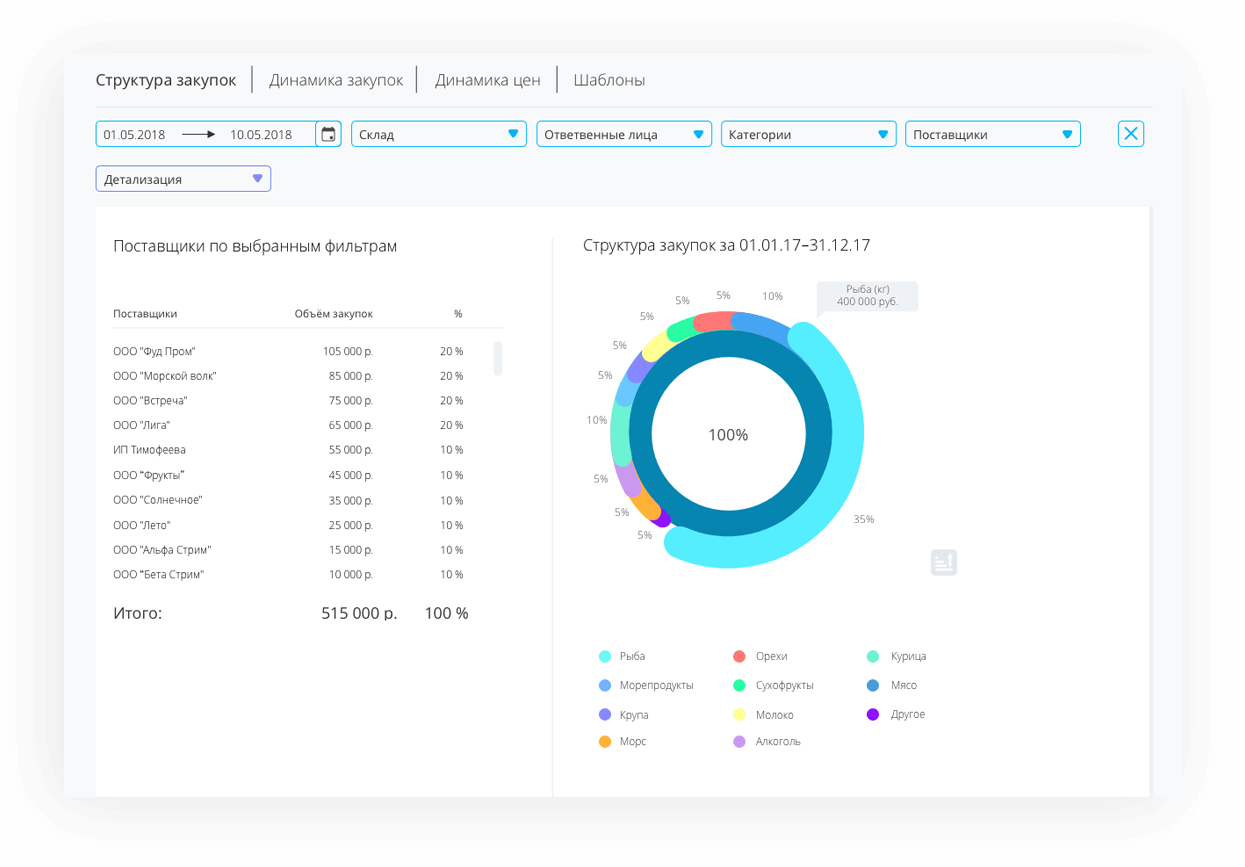 Структура закупок Динамика закупок Динамика цен Шаблоны
01.05.2018 10.05.2018 Склад Ответвенные лица Категории Поставщики
Детализация
Поставщики по выбранным фильтрам
Поставщики Объём закупок %
ООО "Фуд Пром" 105 000 р. 20 %
ООО "Морской волк" 85 000 р. 20 %
ООО "Встреча" 75 000 р. 20 %
ООО "Лига" 65 000 р. 20 %
ИП Тимофеева 55 000 р. 10 %
ООО "Фрукты" 45 000 р. 10 %
ООО "Солнечное" 35 000 р. 10 %
ООО "Лето" 25 000 р. 10 %
ООО "Альфа Стрим" 15 000 р. 10 %
ООО "Бета Стрим" 10 000 р. 10 %
Итого: 515 000 р. 100 %
Структура закупок за 01.01.17–31.12.17
Рыба (кг)
400 000 руб.
10%
5%
5%
5%
5%
5%
10%
5%
5%
5%
35%
100%
Рыба Орехи Курица
Морепродукты Сухофрукты Мясо
Крупа Молоко Другое
Морс Алкоголь